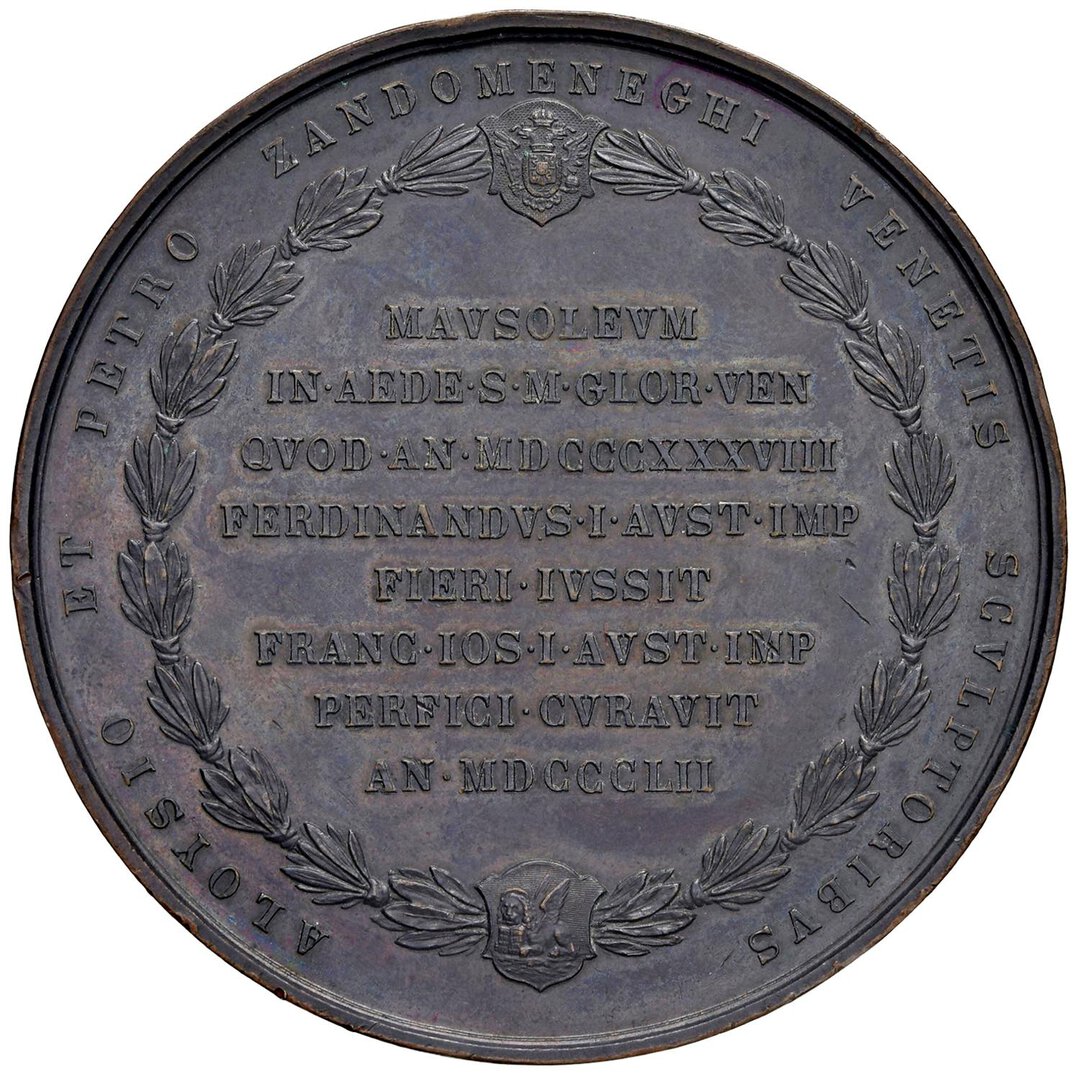 ALOYSIO ET PETRO ZANDOMENEGHI VENETIS SCVLPTORIBVS
MAVSOLEVM
IN·AEDE·S·M·GLOR·VEN
QVOD·AN·MDCCCXXXVIII
FERDINANDVS·I·AVST·IMP
FIERI·IVSSIT
FRANC·IOS·I·AVST·IMP
PERFICI·CVRAVIT
AN·MDCCCLII